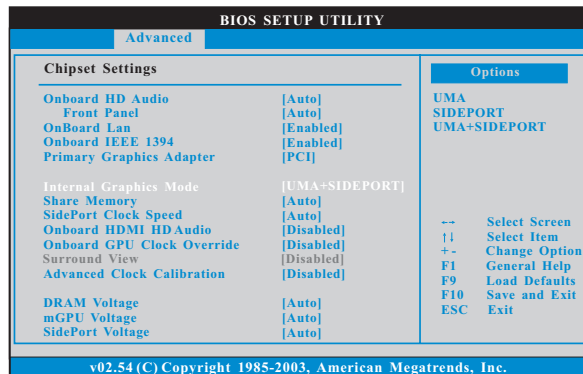 BIOS SETUP UTILITY
Advanced
Chipset Settings
Onboard HD Audio [Auto]
Front Panel [Auto]
OnBoard Lan [Enabled]
Onboard IEEE 1394 [Enabled]
Primary Graphics Adapter [PCI]
Internal Graphics Mode [UMA+SIDEPORT]
Share Memory [Auto]
SidePort Clock Speed [Auto]
Onboard HDMI HD Audio [Disabled]
Onboard GPU Clock Override [Disabled]
Surround View [Disabled]
Advanced Clock Calibration [Disabled]
DRAM Voltage [Auto]
mGPU Voltage [Auto]
SidePort Voltage [Auto]
Options
UMA
SIDEPORT
UMA+SIDEPORT
←→ Select Screen
↑↓ Select Item
+ - Change Option
F1 General Help
F9 Load Defaults
F10 Save and Exit
ESC Exit
v02.54 (C) Copyright 1985-2003, American Megatrends, Inc.